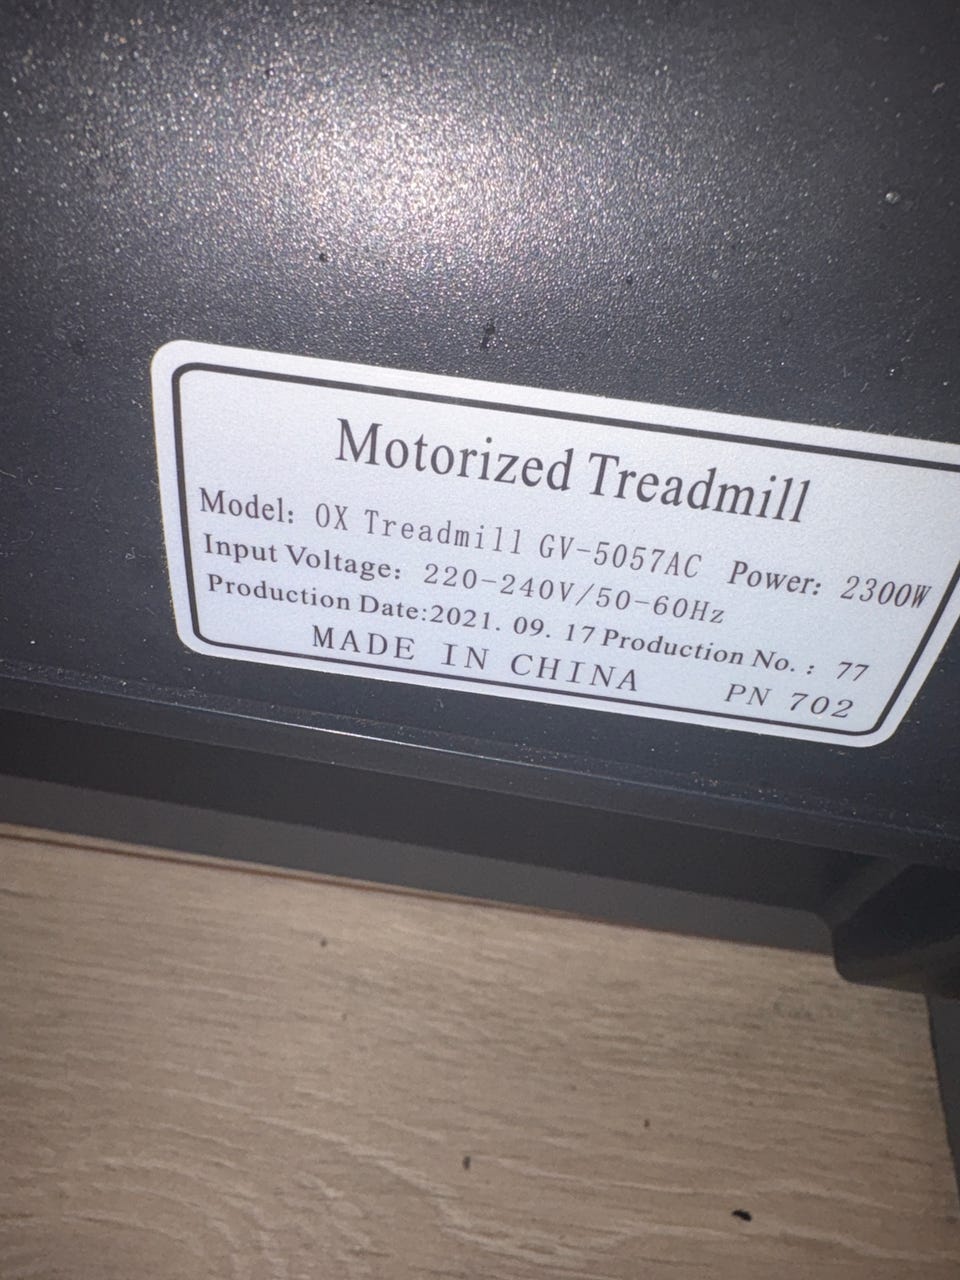 Motorized Treadmill
Model: OX Treadmill GV-5057AC Power: 2300W
Input Voltage: 220-240V/50-60Hz
Production Date:2021. 09. 17 Production No. : 77
MADE IN CHINA PN 702